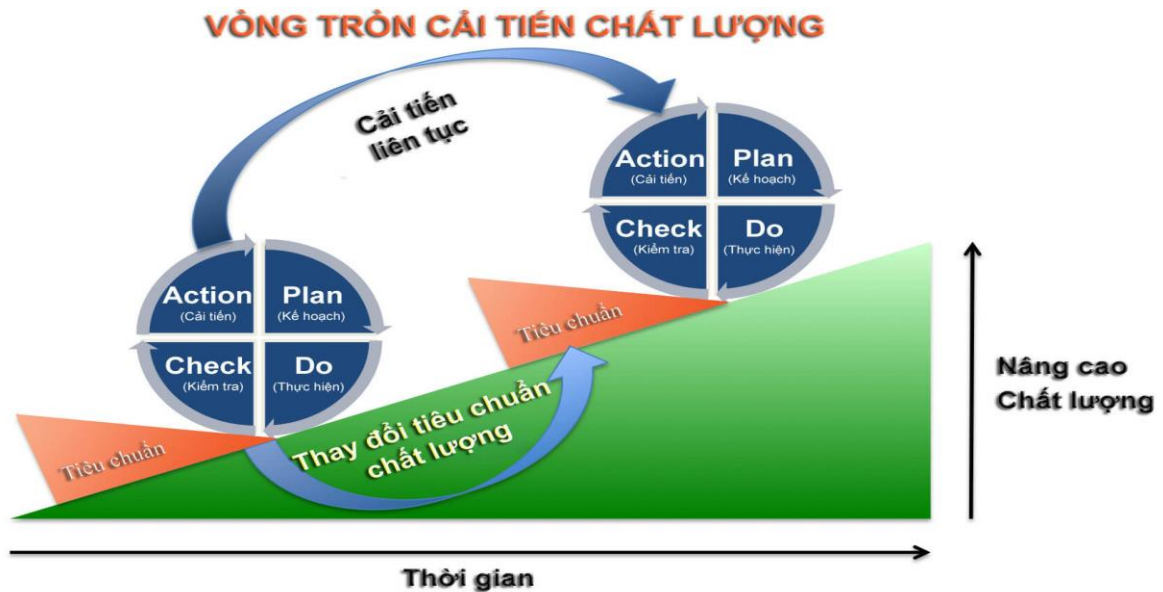 VÒNG TRÒN CẢI TIẾN CHẤT LƯỢNG
Cải tiến
liên tục
Action
(Cải tiến)
Plan
(Kế hoạch)
Check
(Kiểm tra)
Do
(Thực hiện)
Action
(Cải tiến)
Plan
(Kế hoạch)
Check
(Kiểm tra)
Do
(Thực hiện)
Tiêu chuẩn
Tiêu chuẩn
Thay đổi tiêu chuẩn
chất lượng
Nâng cao
Chất lượng
Thời gian